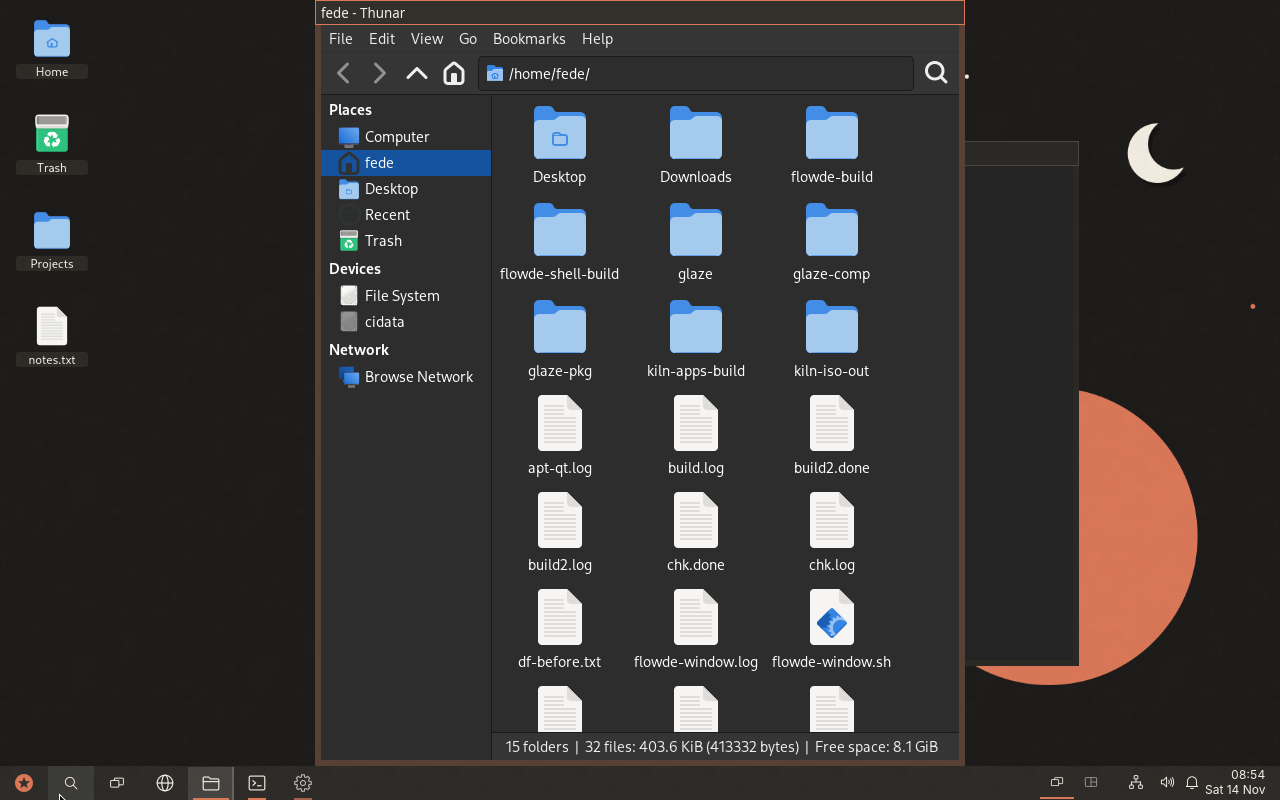 fede - Thunar
File Edit View Go Bookmarks Help
/home/fede/
Home
Trash
Projects
notes.txt
Places
Computer
fede
Desktop
Recent
Trash
Devices
File System
cidata
Network
Browse Network
Desktop Downloads flowde-build
flowde-shell-build glaze glaze-comp
glaze-pkg kiln-apps-build kiln-iso-out
apt-qt.log build.log build2.done
build2.log chk.done chk.log
df-before.txt flowde-window.log flowde-window.sh
15 folders | 32 files: 403.6 KiB (413332 bytes) | Free space: 8.1 GiB
08:54
Sat 14 Nov